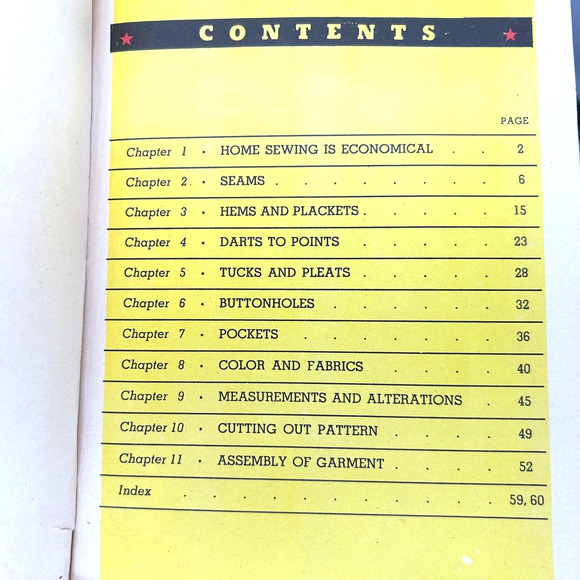 CONTENTS
PAGE
Chapter 1 • HOME SEWING IS ECONOMICAL . . 2
Chapter 2 • SEAMS . . . . . . . . 6
Chapter 3 • HEMS AND PLACKETS . . . . . 15
Chapter 4 • DARTS TO POINTS . . . . . 23
Chapter 5 • TUCKS AND PLEATS . . . . . 28
Chapter 6 • BUTTONHOLES . . . . . . 32
Chapter 7 • POCKETS . . . . . . . 36
Chapter 8 • COLOR AND FABRICS . . . . 40
Chapter 9 • MEASUREMENTS AND ALTERATIONS . 45
Chapter 10 • CUTTING OUT PATTERN . . . . 49
Chapter 11 • ASSEMBLY OF GARMENT . . . . 52
Index . . . . . . . . . . . 59, 60